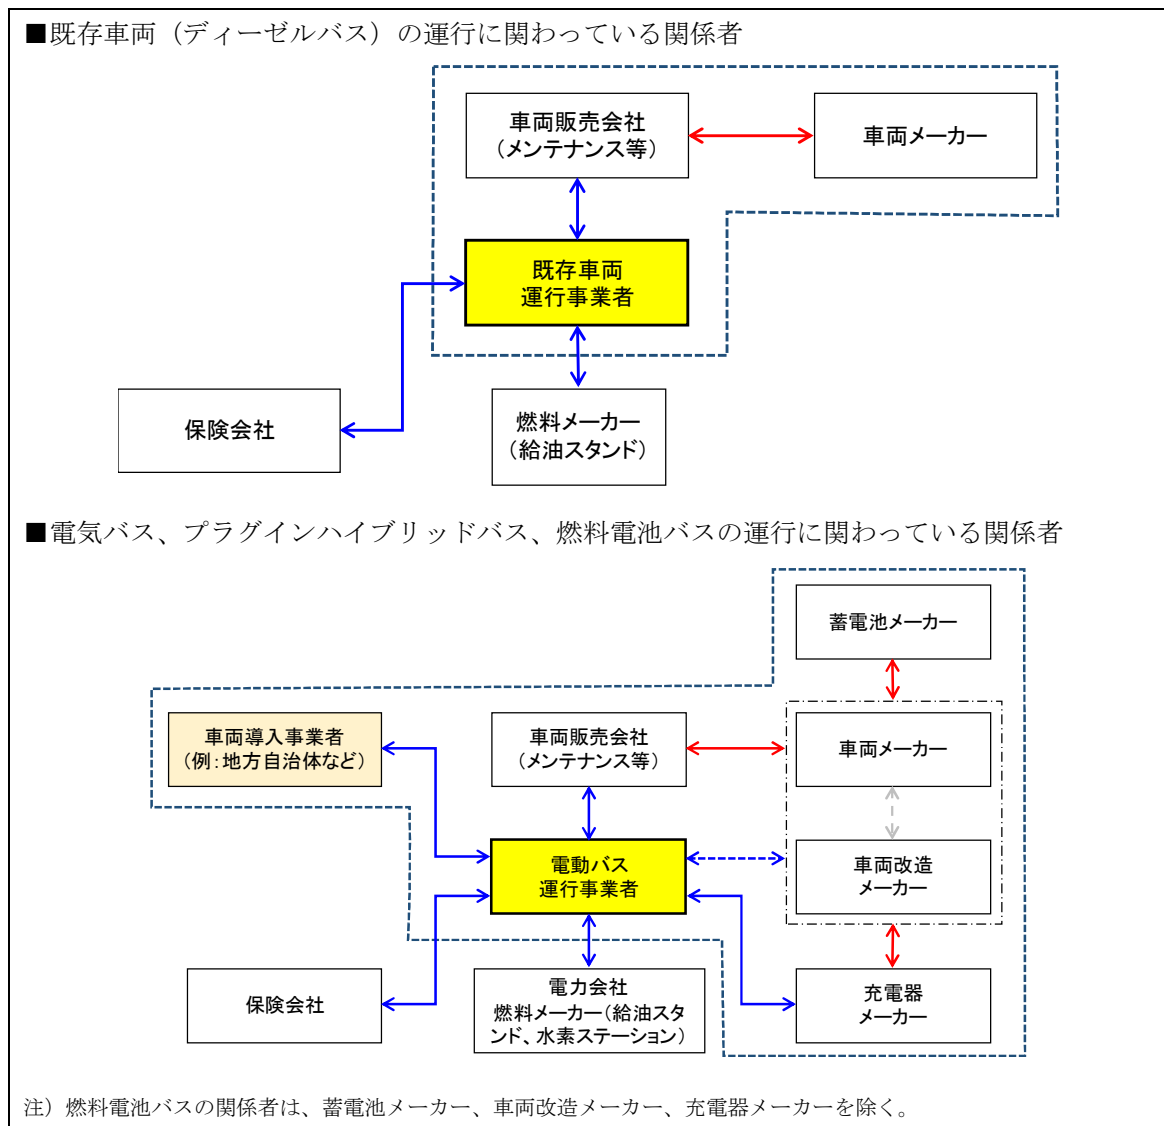 ■既存車両（ディーゼルバス）の運行に関わっている関係者
車両販売会社
（メンテナンス等）
車両メーカー
既存車両
運行事業者
保険会社
燃料メーカー
（給油スタンド）
■電気バス、プラグインハイブリッドバス、燃料電池バスの運行に関わっている関係者
蓄電池メーカー
車両導入事業者
（例：地方自治体など）
車両販売会社
（メンテナンス等）
車両メーカー
電動バス
運行事業者
車両改造
メーカー
保険会社
電力会社
燃料メーカー（給油スタ
ンド、水素ステーション）
充電器
メーカー
注）燃料電池バスの関係者は、蓄電池メーカー、車両改造メーカー、充電器メーカーを除く。